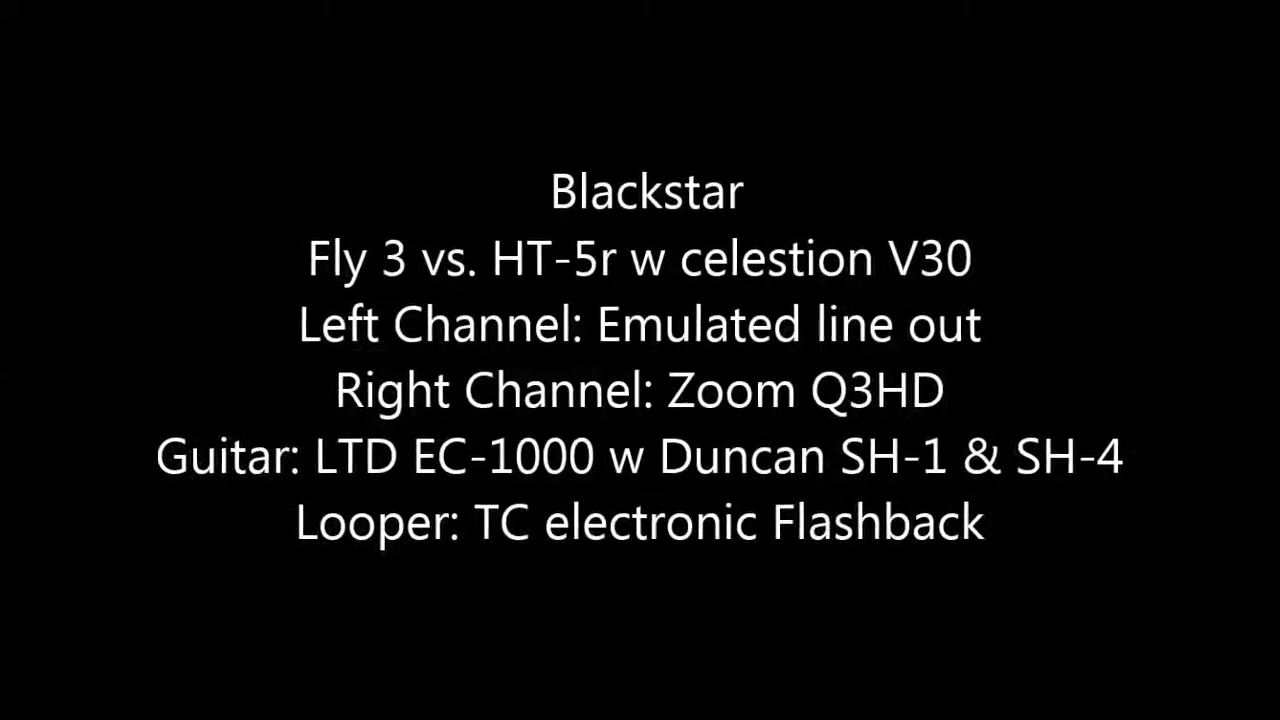 Blackstar
Fly 3 vs. HT-5r w celestion V30
Left Channel: Emulated line out
Right Channel: Zoom Q3HD
Guitar: LTD EC-1000 w Duncan SH-1 & SH-4
Looper: TC electronic Flashback